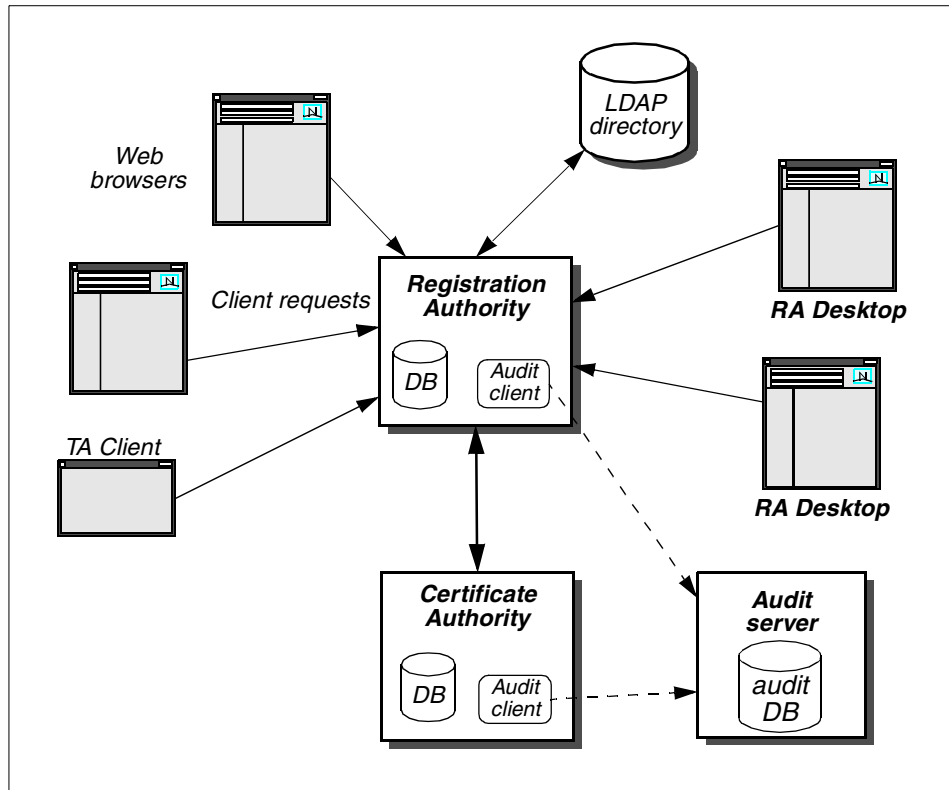 LDAP
directory
Web
browsers
Registration
Authority
Client requests
RA Desktop
DB
Audit
client
TA Client
RA Desktop
Certificate
Authority
DB
Audit
client
Audit
server
audit
DB
N
N
N
N